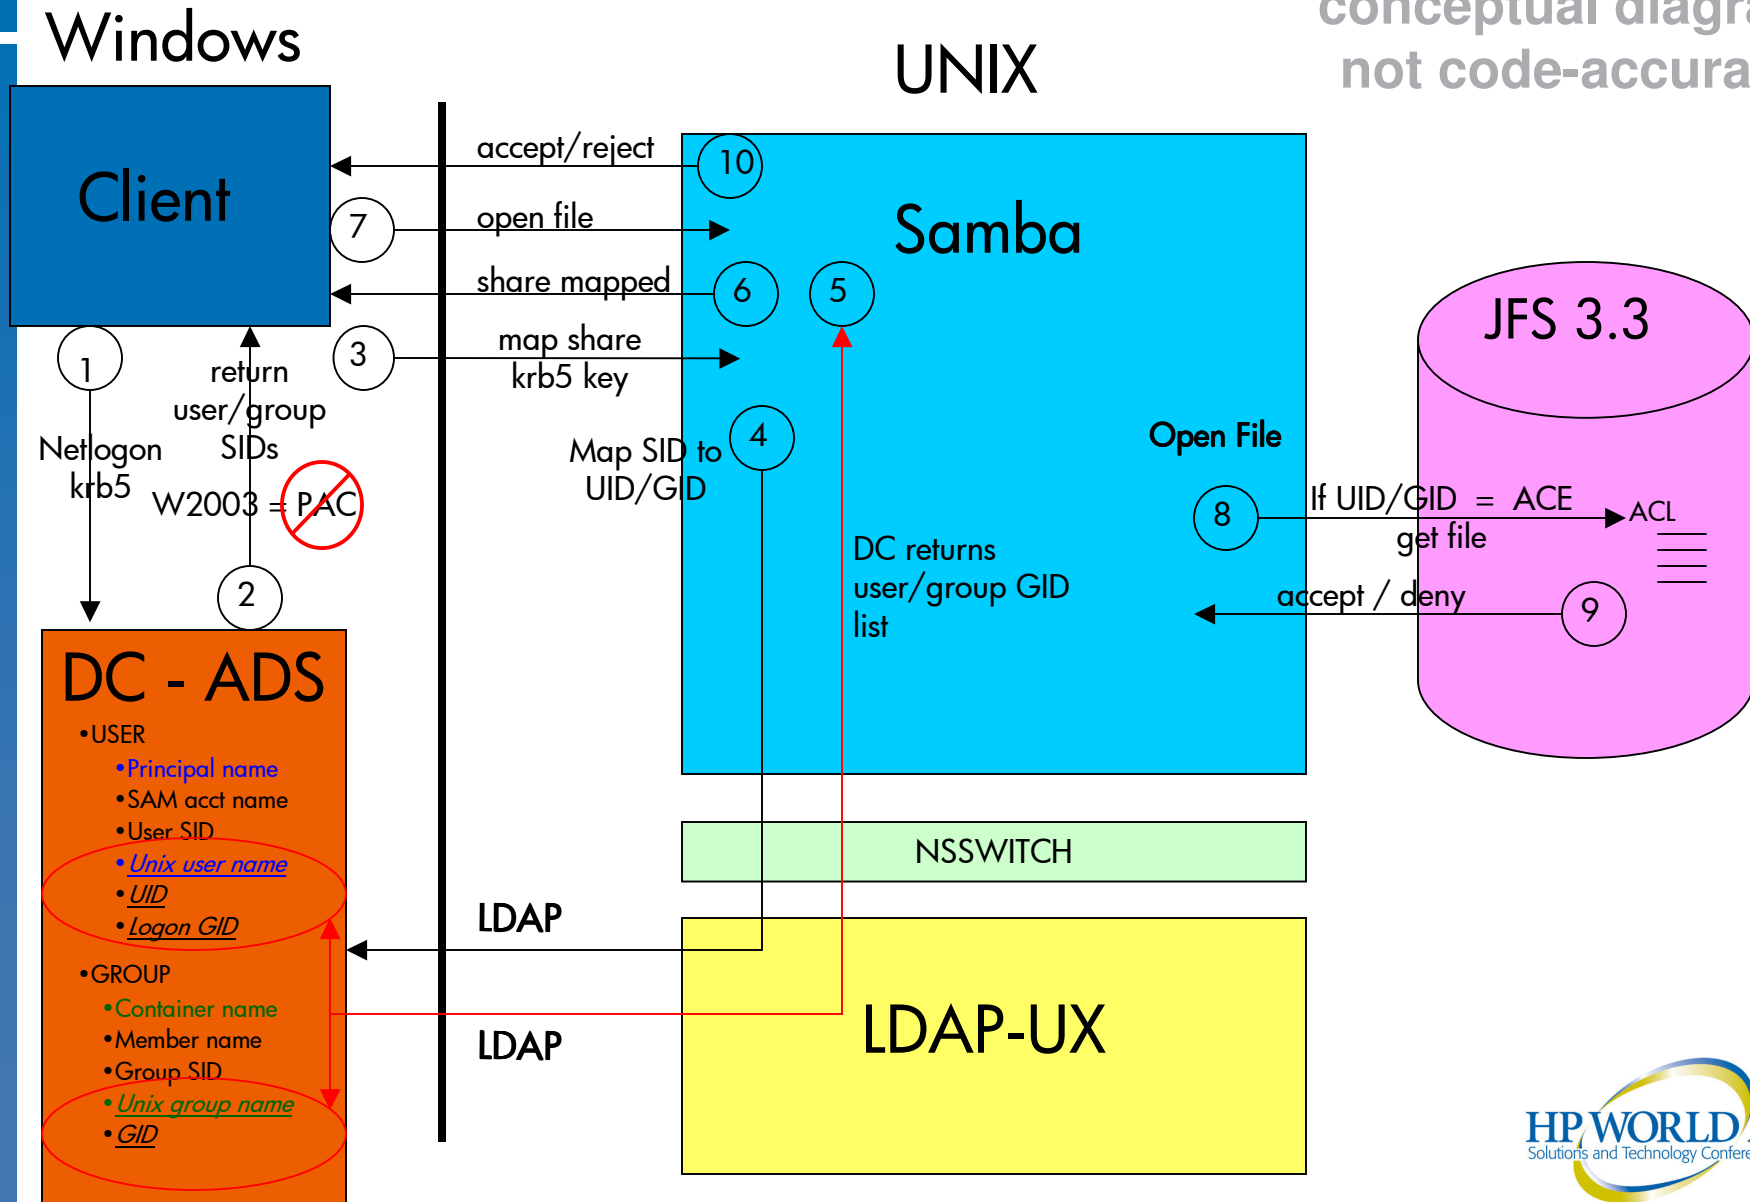 Windows
UNIX
conceptual diagra
not code-accura
Client
accept/reject
10
7
open file
Samba
share mapped
6
5
JFS 3.3
1
return
user/group
SIDs
3
map share
krb5 key
Netlogon
krb5
W2003 = PAC
Map SID to
UID/GID
4
Open File
8
If UID/GID = ACE
get file
ACL
2
DC returns
user/group GID
list
accept / deny
9
DC - ADS
•USER
•Principal name
•SAM acct name
•User SID
•Unix user name
•UID
•Logon GID
•GROUP
•Container name
•Member name
•Group SID
•Unix group name
•GID
NSSWITCH
LDAP
LDAP
LDAP-UX
HP WORLD
Solutions and Technology Confere